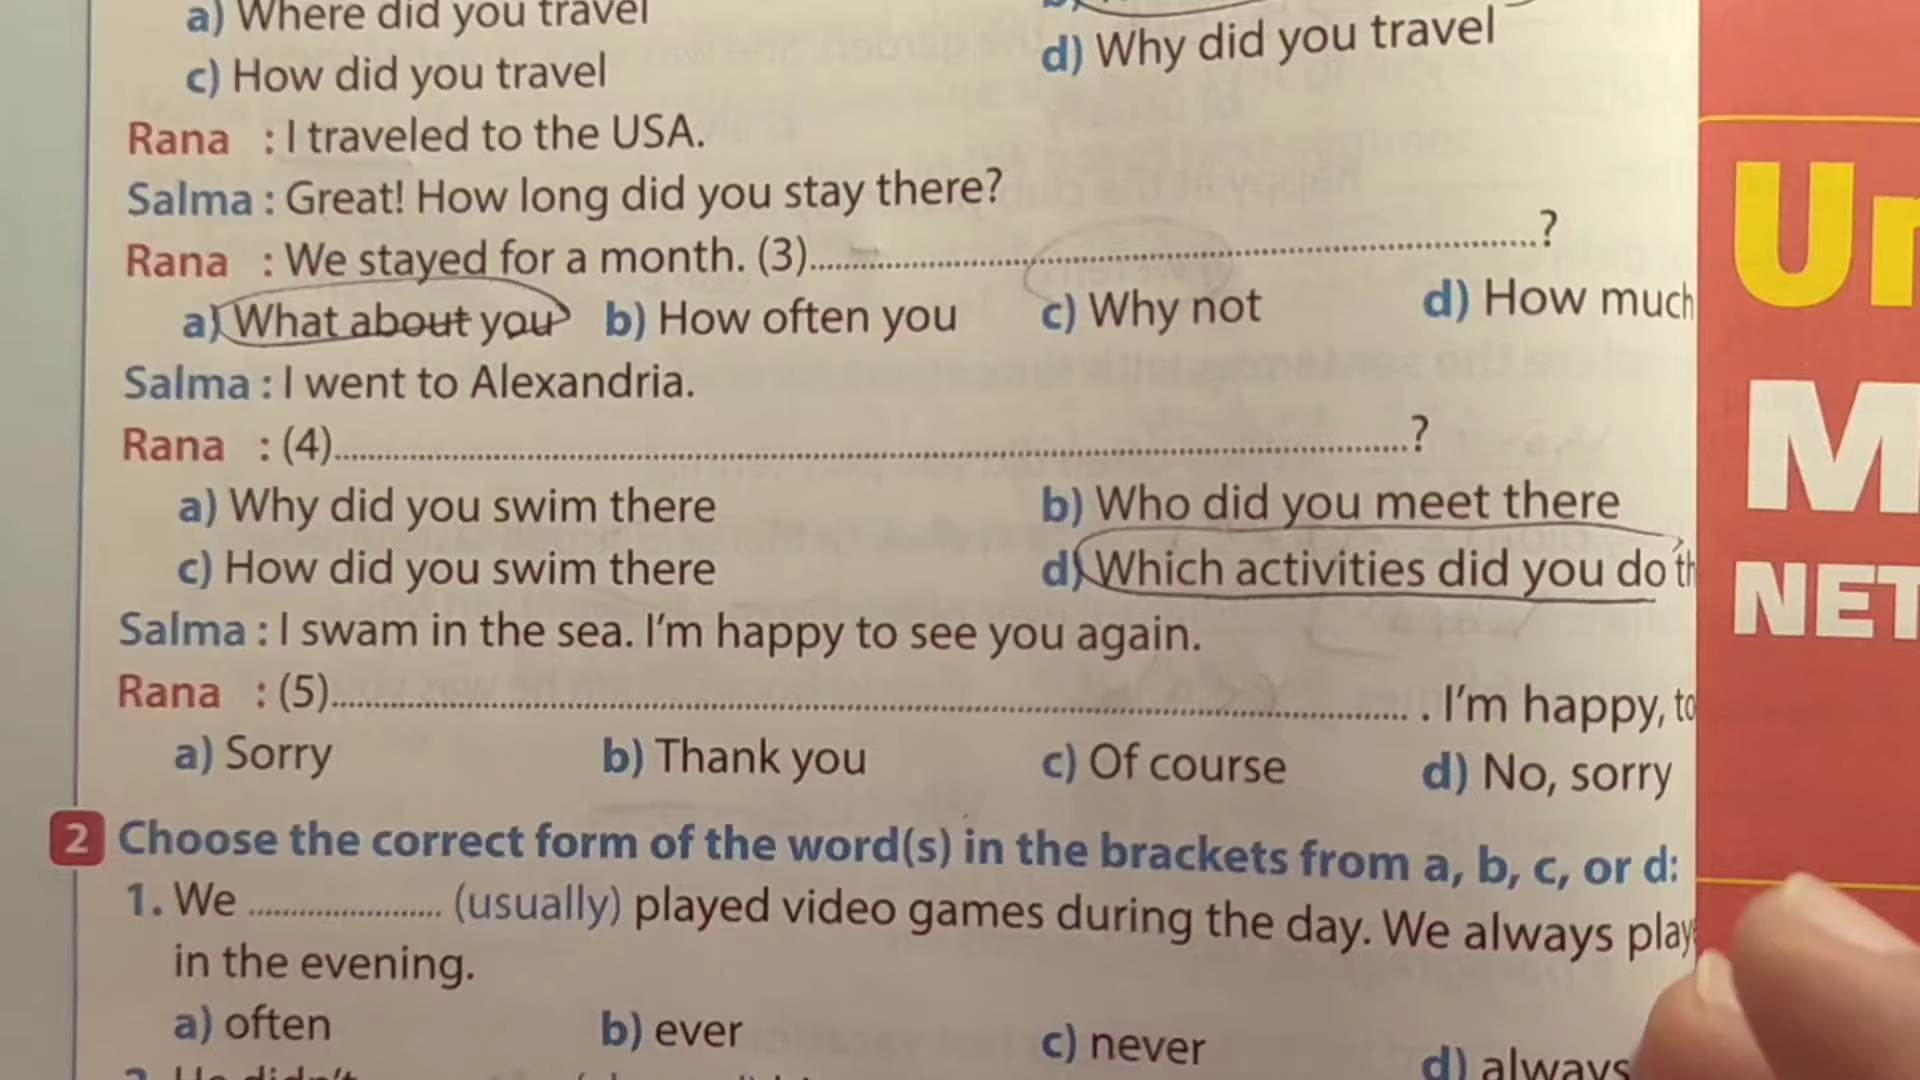 a) Where did you travel
c) How did you travel
d) Why did you travel
Rana : I traveled to the USA.
Salma : Great! How long did you stay there?
Rana : We stayed for a month. (3)..........?
a) What about you b) How often you c) Why not d) How much
Salma : I went to Alexandria.
Rana : (4)..........?
a) Why did you swim there b) Who did you meet there
c) How did you swim there d) Which activities did you do th
Salma : I swam in the sea. I'm happy to see you again.
Rana : (5).......... . I'm happy, to
a) Sorry b) Thank you c) Of course d) No, sorry
2 Choose the correct form of the word(s) in the brackets from a, b, c, or d:
1. We .......... (usually) played video games during the day. We always play
in the evening.
a) often b) ever c) never d) always
Un
M
NET